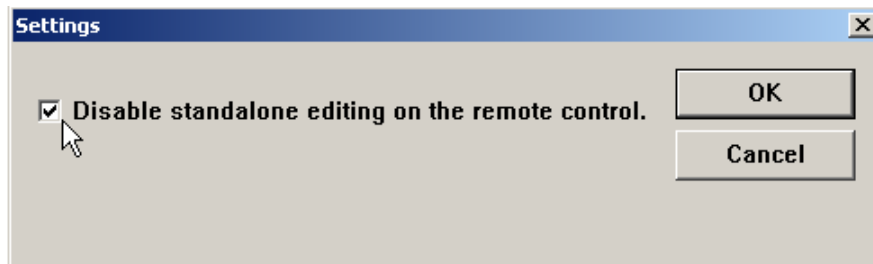 Settings
Disable standalone editing on the remote control.
OK
Cancel